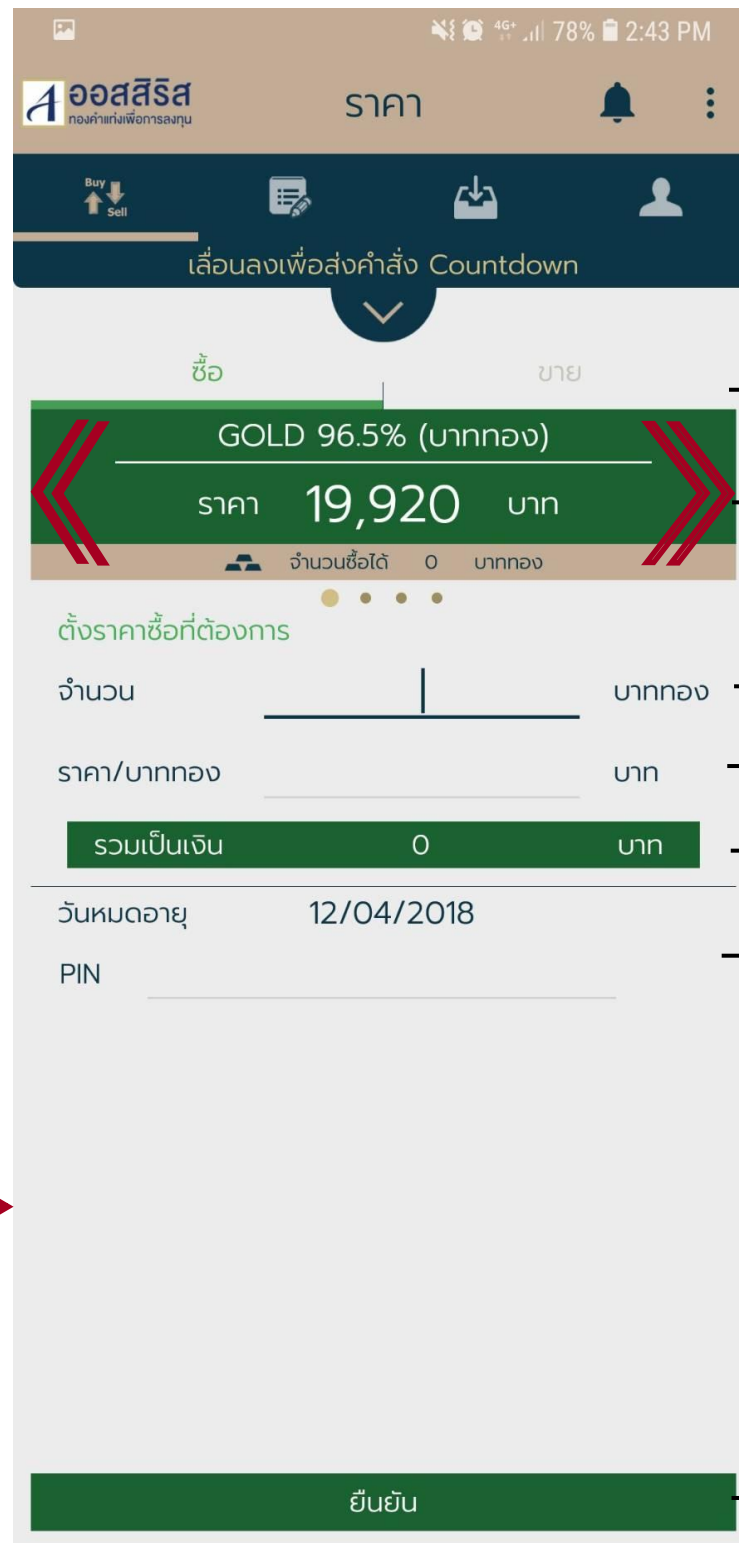 4G+ 78% 2:43 PM
A ออสสิริส
ทองคำแท่งเพื่อการลงทุน
ราคา
Buy
Sell
เลื่อนลงเพื่อส่งคำสั่ง Countdown
ซื้อ ขาย
GOLD 96.5% (บาททอง)
ราคา 19,920 บาท
จำนวนซื้อได้ 0 บาททอง
ตั้งราคาซื้อที่ต้องการ
จำนวน บาททอง
ราคา/บาททอง บาท
รวมเป็นเงิน 0 บาท
วันหมดอายุ 12/04/2018
PIN
ยืนยัน